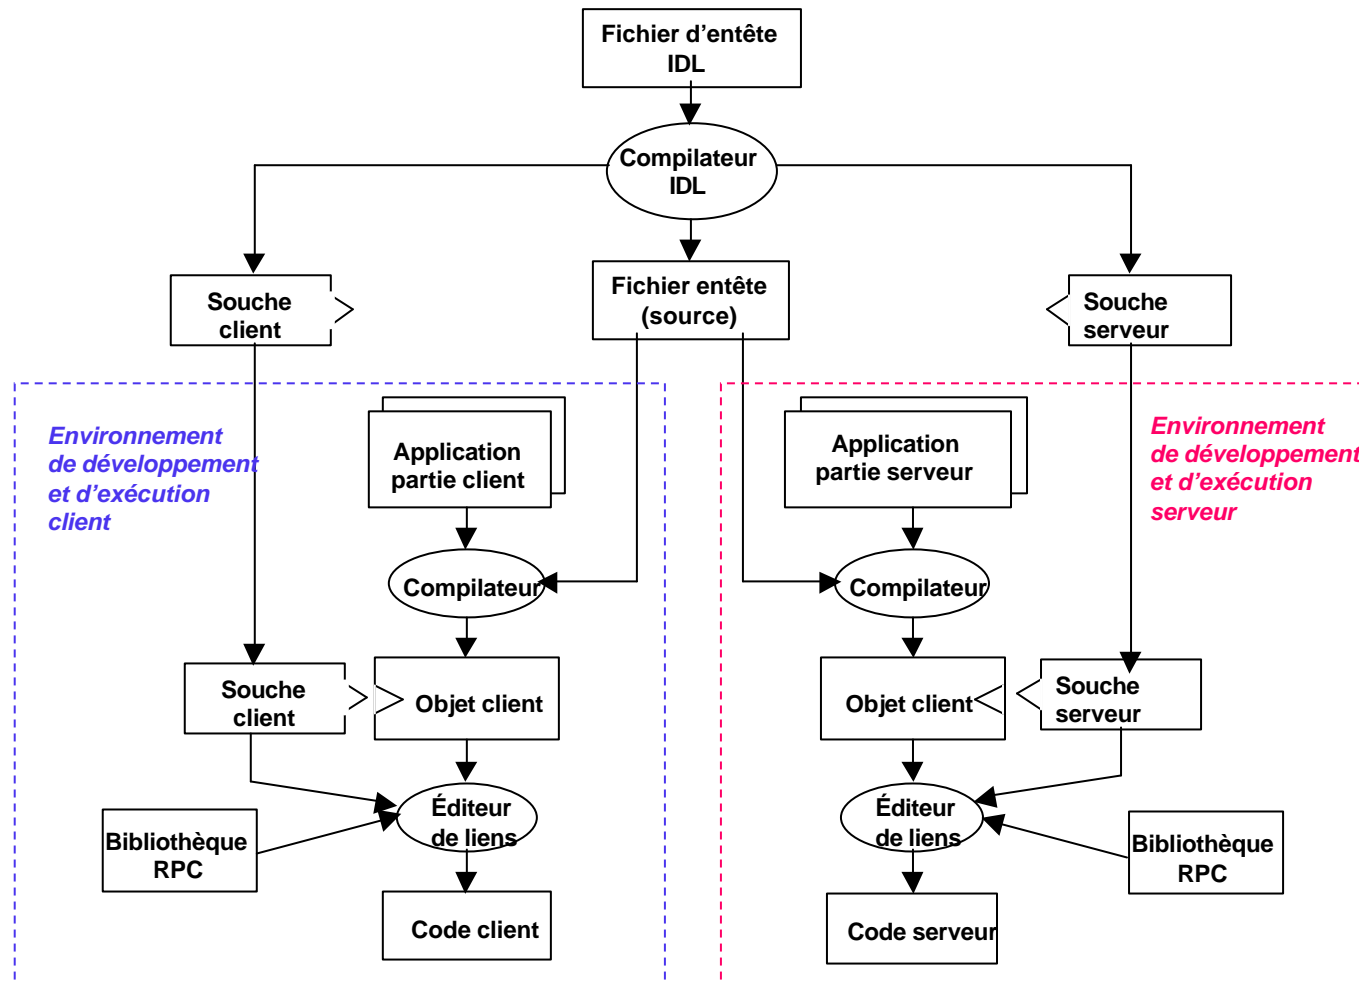 Fichier d'entête
IDL
Compilateur
IDL
Souche
client
Fichier entête
(source)
Souche
serveur
Environnement
de développement
et d'exécution
client
Application
partie client
Application
partie serveur
Environnement
de développement
et d'exécution
serveur
Compilateur
Compilateur
Souche
client
Objet client
Objet client
Souche
serveur
Éditeur
de liens
Éditeur
de liens
Bibliothèque
RPC
Bibliothèque
RPC
Code client
Code serveur